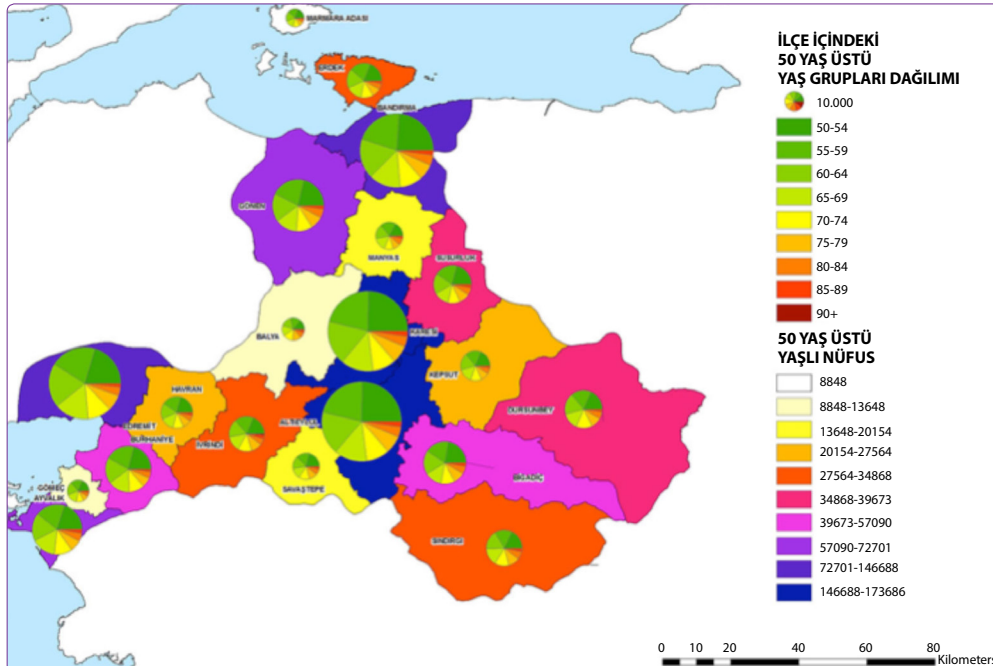 MARMARA ADASI
ERDEK
BANDIRMA
GÖNEN
MANYAS
SUSURLUK
BALYA
KARESİ
KEPSUT
HAVRAN
DURSUNBEY
EDREMİT
ALTIEYLÜL
BURHANİYE
İVRİNDİ
BİGADİÇ
GÖMEÇ
SAVAŞTEPE
AYVALIK
SINDIRGI
İLÇE İÇİNDEKİ
50 YAŞ ÜSTÜ
YAŞ GRUPLARI DAĞILIMI
10.000
50-54
55-59
60-64
65-69
70-74
75-79
80-84
85-89
90+
50 YAŞ ÜSTÜ
YAŞLI NÜFUS
8848
8848-13648
13648-20154
20154-27564
27564-34868
34868-39673
39673-57090
57090-72701
72701-146688
146688-173686
0 10 20 40 60 80
Kilometers